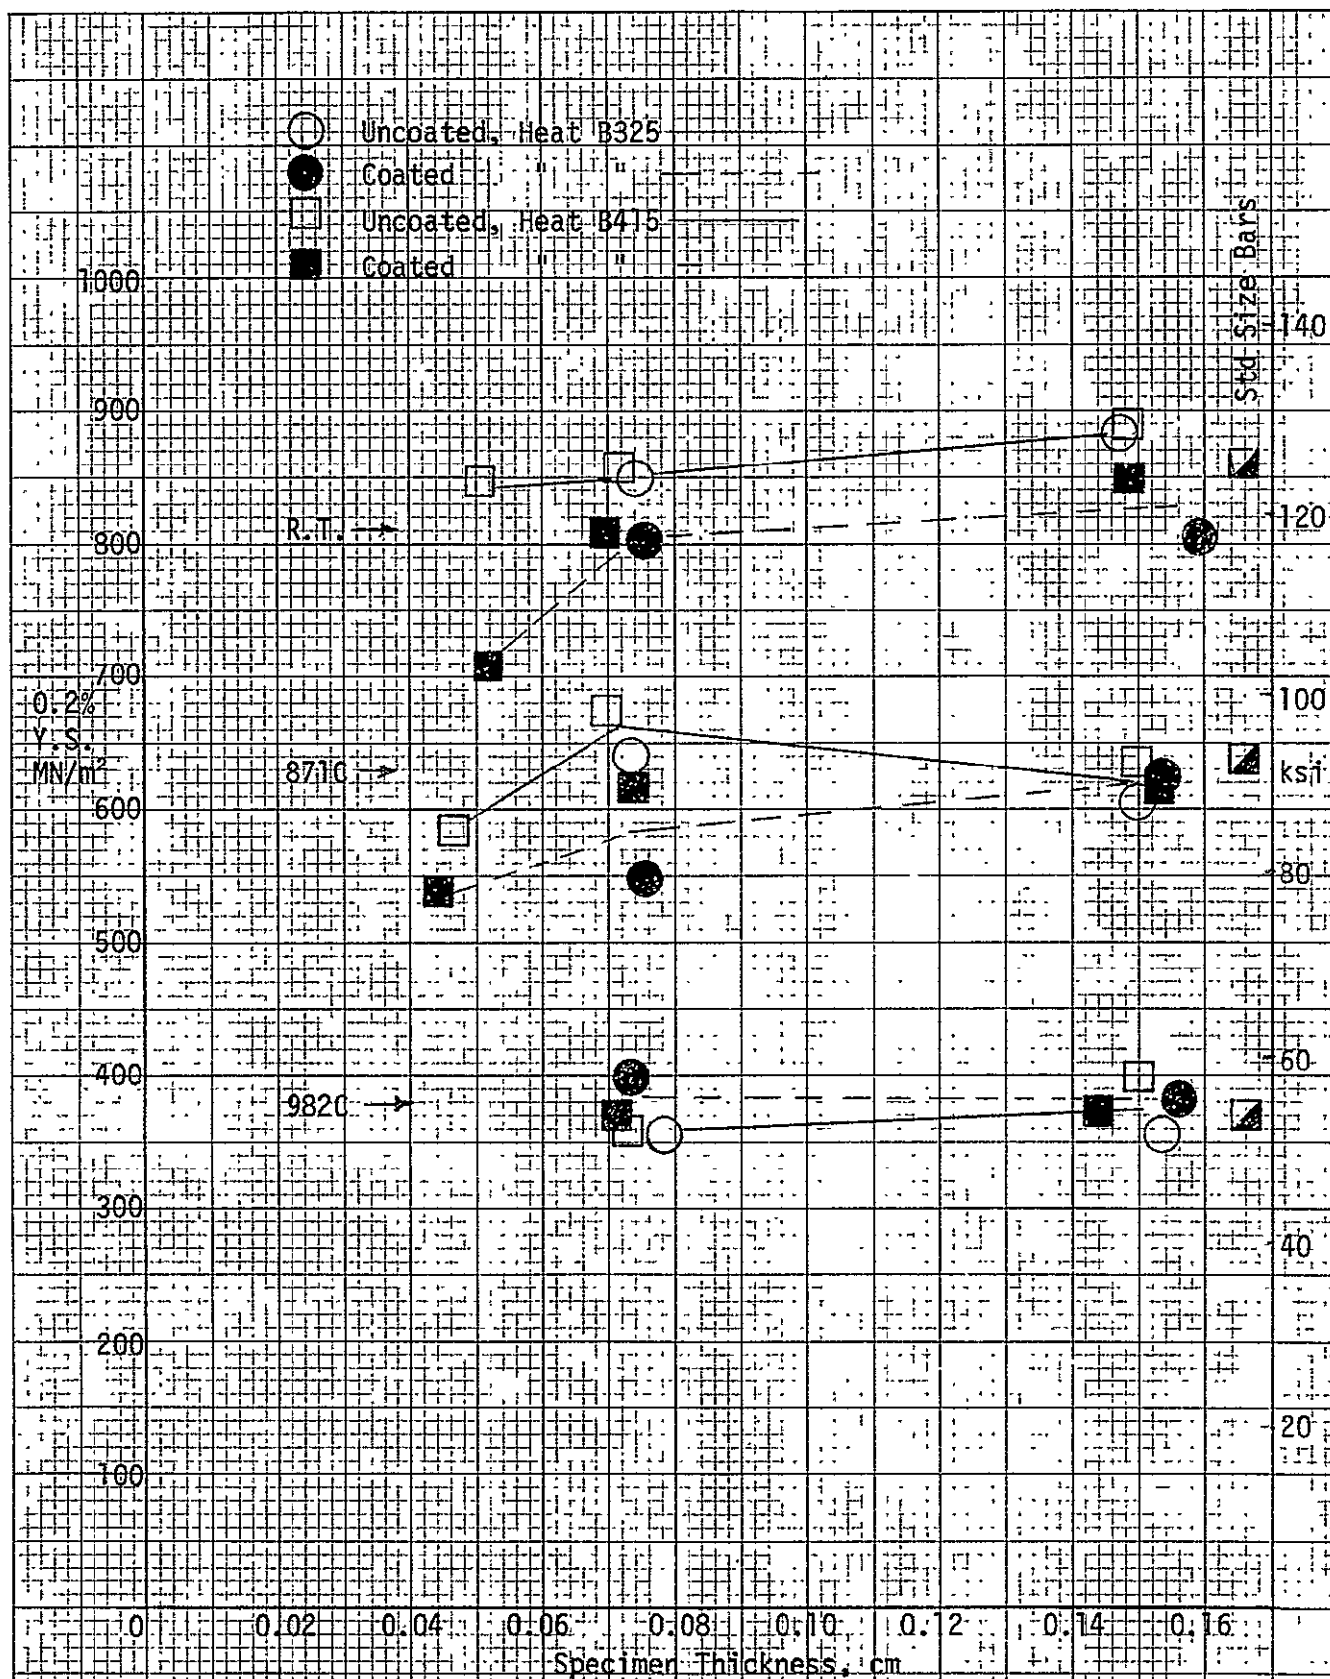 Uncoated, Heat B325
Coated " "
Uncoated, Heat B415
Coated " "
Std Size Bars
1000
900
800
700
600
500
400
300
200
100
0.2%
Y.S.
MN/m²
R.T.
871C
982C
140
120
100
ksi
80
60
40
20
0 0.02 0.04 0.06 0.08 0.10 0.12 0.14 0.16
Specimen Thickness, cm